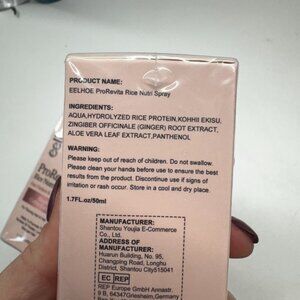 PRODUCT NAME:
EELHOE ProRevita Rice Nutri Spray
INGREDIENTS:
AQUA,HYDROLYZED RICE PROTEIN,KOHHII EKISU,
ZINGIBER OFFICINALE (GINGER) ROOT EXTRACT,
ALOE VERA LEAF EXTRACT,PANTHENOL
WARNING:
Please keep out of reach of children. Do not swallow.
Please clean your hands before use to ensure the best
results from the product. Discontinue use if signs of
irritation or rash occur. Store in a cool and dry place.
1.7FL.oz/50ml
MANUFACTURER:
Shantou Youjia E-Commerce
Co., Ltd.
ADDRESS OF
MANUFACTURER:
Huarun Building, No. 95,
Changping Road, Longhu
District, Shantou City515041
EC REP
REP Europe GmbH Annastr.
9 B, 64347Griesheim,Germany